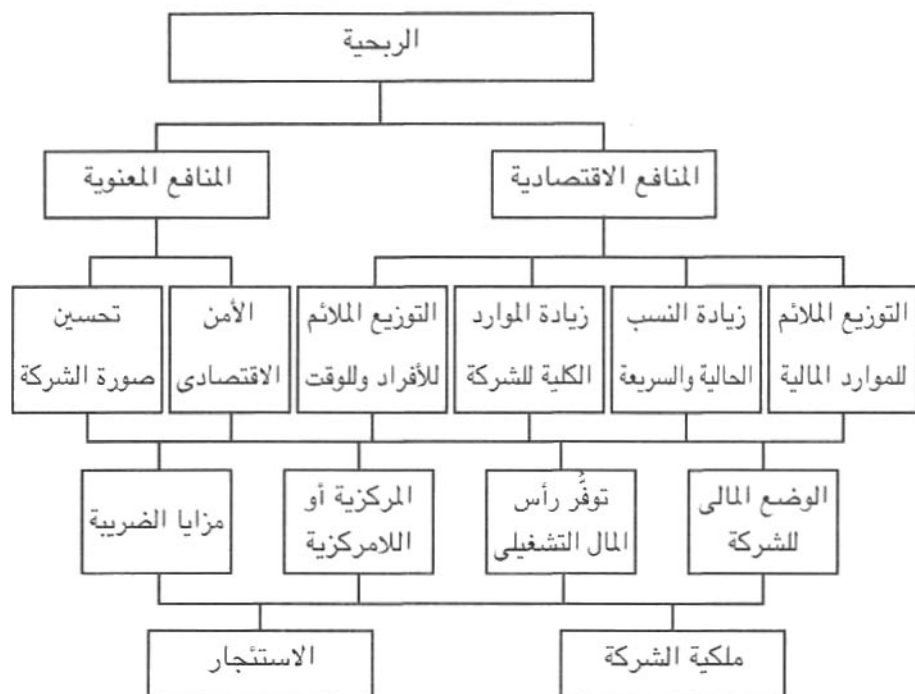 الربحية
المنافع الاقتصادية
المنافع المعنوية
التوزيع الملائم
للموارد المالية
زيادة النسب
الحالية والسريعة
زيادة الموارد
الكلية للشركة
التوزيع الملائم
للأفراد وللوقت
الأمن
الاقتصادى
تحسين
صورة الشركة
الوضع المالى
للشركة
توفُّر رأس
المال التشغيلى
المركزية أو
اللامركزية
مزايا الضريبة
ملكية الشركة
الاستئجار